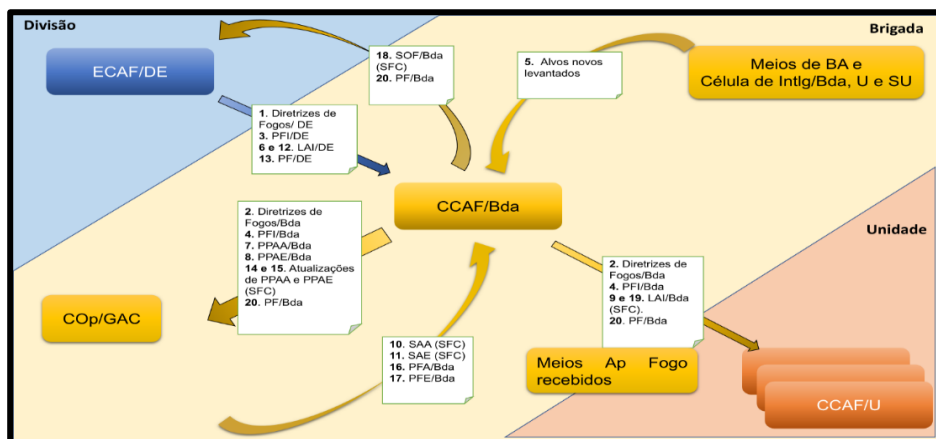 Divisão
Brigada
ECAF/DE
18. SOF/Bda
(SFC)
20. PF/Bda
5. Alvos novos
levantados
Meios de BA e
Célula de Intlg/Bda, U e SU
1. Diretrizes de
Fogos/ DE
3. PFI/DE
6 e 12. LAI/DE
13. PF/DE
CCAF/Bda
Unidade
2. Diretrizes de
Fogos/Bda
4. PFI/Bda
7. PPAA/Bda
8. PPAE/Bda
14 e 15. Atualizações
de PPAA e PPAE
(SFC)
20. PF/Bda
2. Diretrizes de
Fogos/Bda
4. PFI/Bda
9 e 19. LAI/Bda
(SFC).
20. PF/Bda
COp/GAC
10. SAA (SFC)
11. SAE (SFC)
16. PFA/Bda
17. PFE/Bda
Meios Ap Fogo
recebidos
CCAF/U